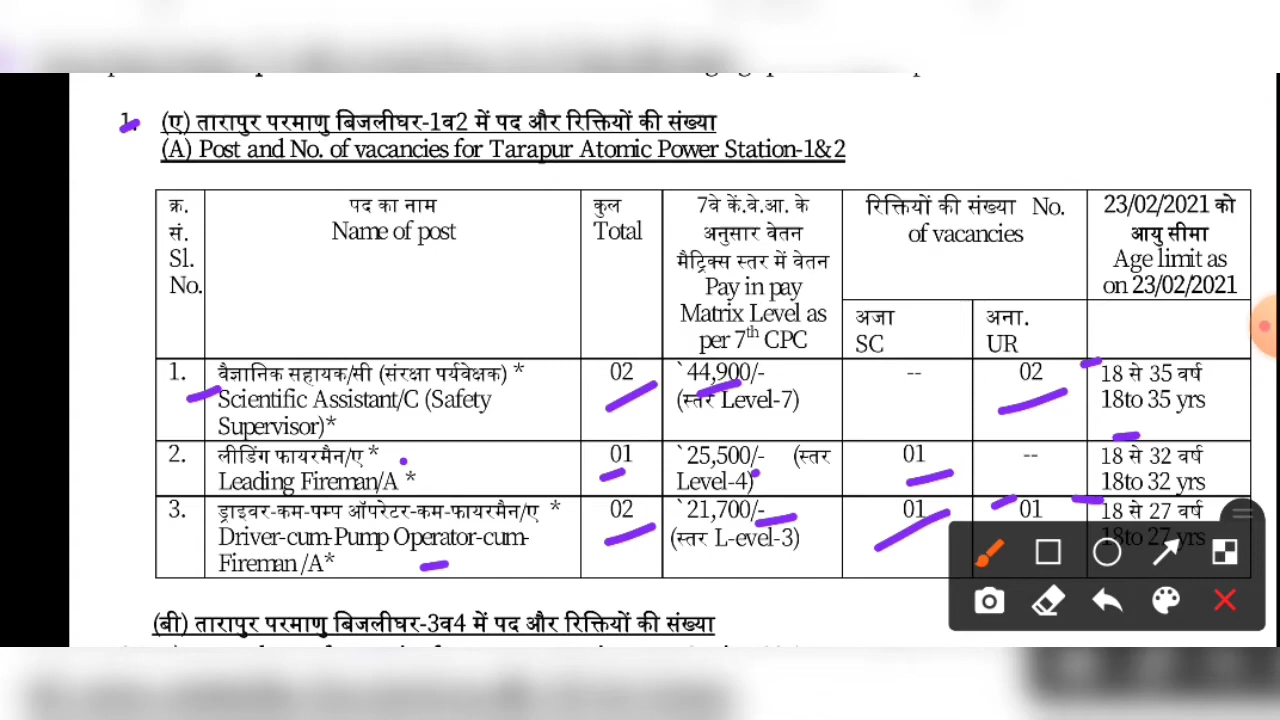 1. (ए) तारापुर परमाणु बिजलीघर-1व2 में पद और रिक्तियों की संख्या
(A) Post and No. of vacancies for Tarapur Atomic Power Station-1&2
क्र.
सं.
Sl.
No.
पद का नाम
Name of post
कुल
Total
7वे कें.वे.आ. के
अनुसार वेतन
मैट्रिक्स स्तर में वेतन
Pay in pay
Matrix Level as
per 7th CPC
रिक्तियों की संख्या No.
of vacancies
23/02/2021 को
आयु सीमा
Age limit as
on 23/02/2021
अजा
SC
अना.
UR
1.
वैज्ञानिक सहायक/सी (संरक्षा पर्यवेक्षक) *
Scientific Assistant/C (Safety
Supervisor)*
02
`44,900/-
(स्तर Level-7)
--
02
18 से 35 वर्ष
18to 35 yrs
2.
लीडिंग फायरमैन/ए *
Leading Fireman/A *
01
`25,500/- (स्तर
Level-4)
01
--
18 से 32 वर्ष
18to 32 yrs
3.
ड्राइवर-कम-पम्प ऑपरेटर-कम-फायरमैन/ए *
Driver-cum-Pump Operator-cum-
Fireman /A*
02
`21,700/-
(स्तर L-evel-3)
01
01
18 से 27 वर्ष
18to 27 yrs
(बी) तारापुर परमाणु बिजलीघर-3व4 में पद और रिक्तियों की संख्या